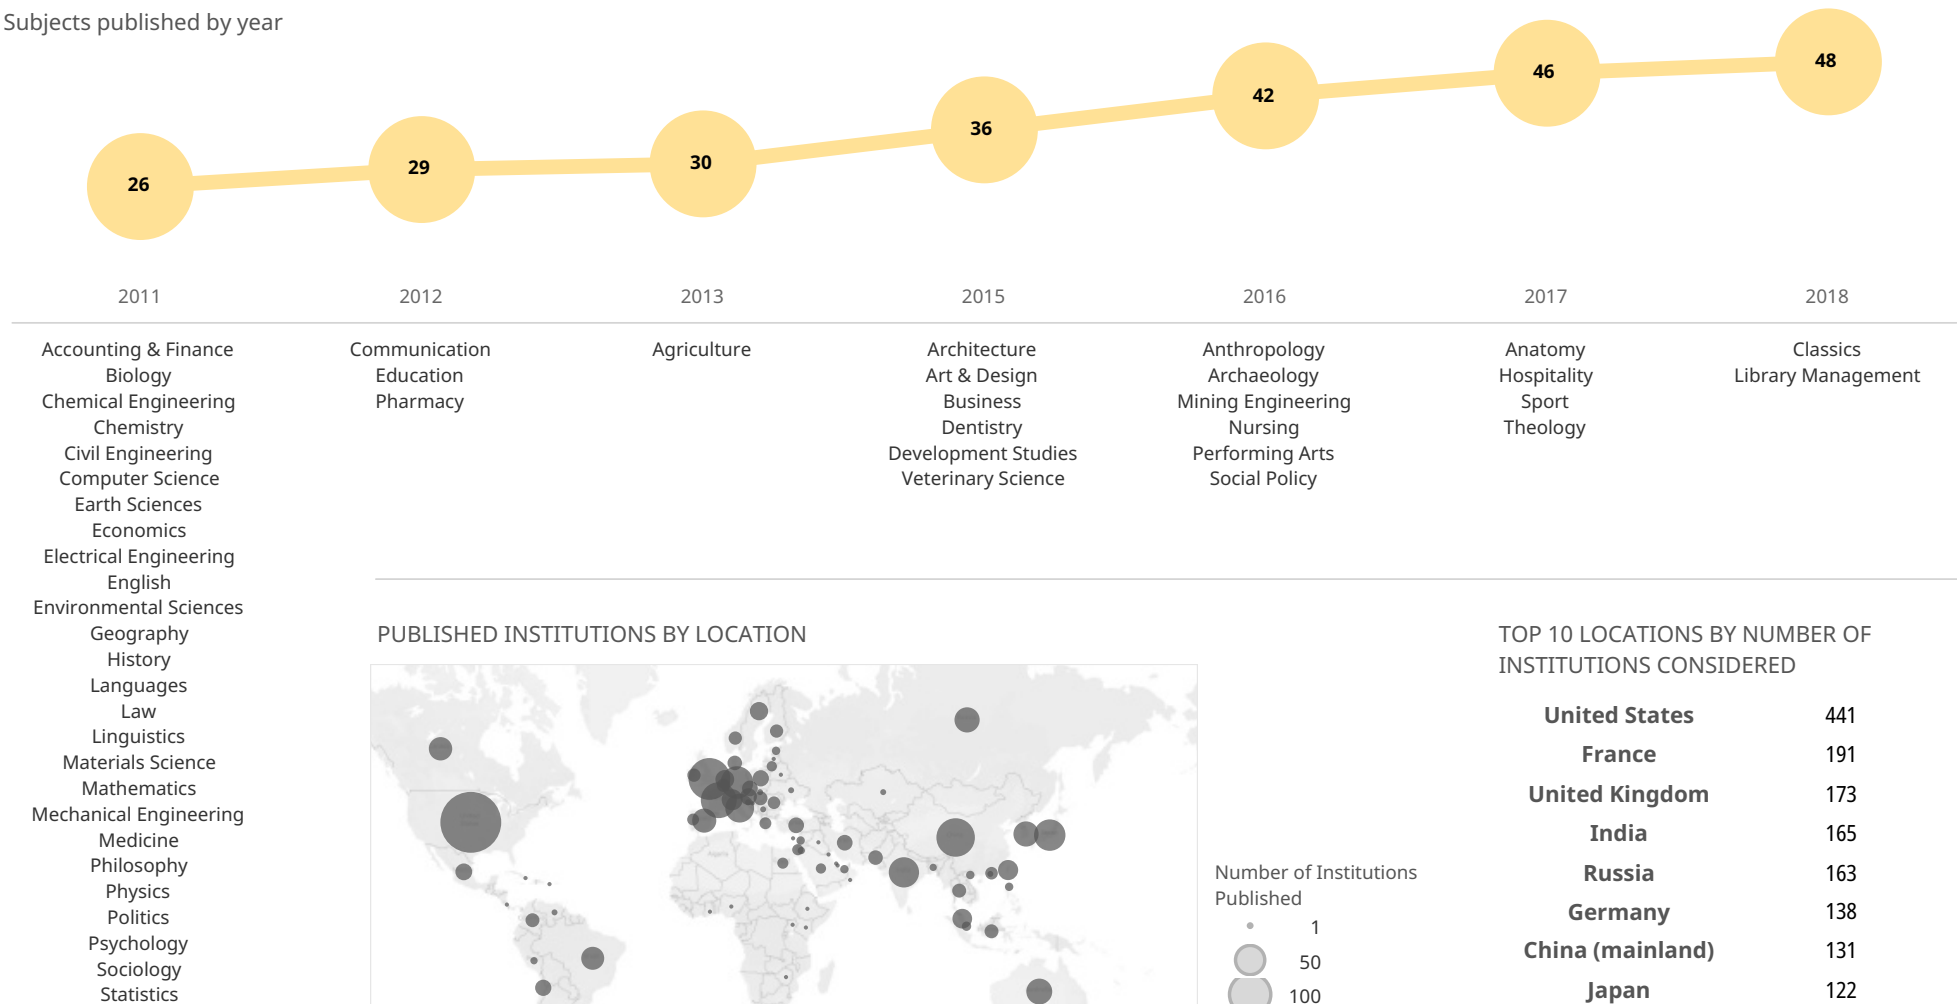 Subjects published by year
26
29
30
36
42
46
48
2011
2012
2013
2015
2016
2017
2018
Accounting & Finance
Biology
Chemical Engineering
Chemistry
Civil Engineering
Computer Science
Earth Sciences
Economics
Electrical Engineering
English
Environmental Sciences
Geography
History
Languages
Law
Linguistics
Materials Science
Mathematics
Mechanical Engineering
Medicine
Philosophy
Physics
Politics
Psychology
Sociology
Statistics
Communication
Education
Pharmacy
Agriculture
Architecture
Art & Design
Business
Dentistry
Development Studies
Veterinary Science
Anthropology
Archaeology
Mining Engineering
Nursing
Performing Arts
Social Policy
Anatomy
Hospitality
Sport
Theology
Classics
Library Management
PUBLISHED INSTITUTIONS BY LOCATION
Number of Institutions
Published
1
50
100
TOP 10 LOCATIONS BY NUMBER OF
INSTITUTIONS CONSIDERED
United States 441
France 191
United Kingdom 173
India 165
Russia 163
Germany 138
China (mainland) 131
Japan 122